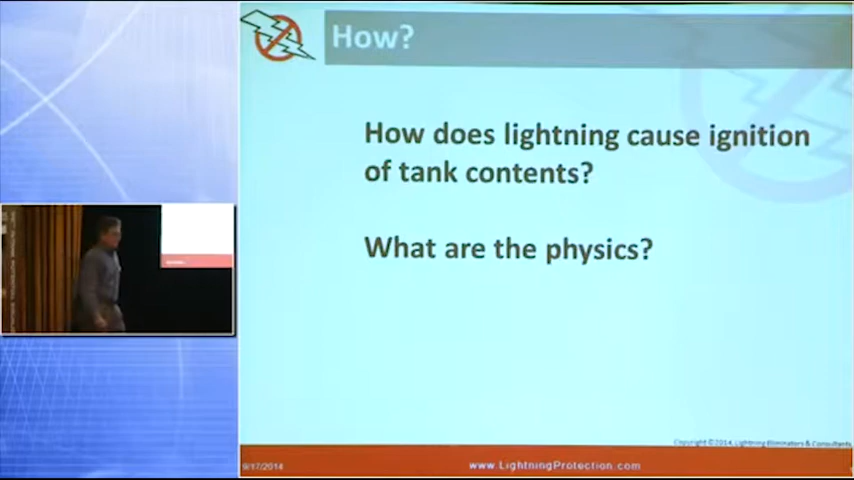 How?
How does lightning cause ignition
of tank contents?
What are the physics?
Copyright ©2014, Lightning Eliminators & Consultants
9/17/2014
www.LightningProtection.com